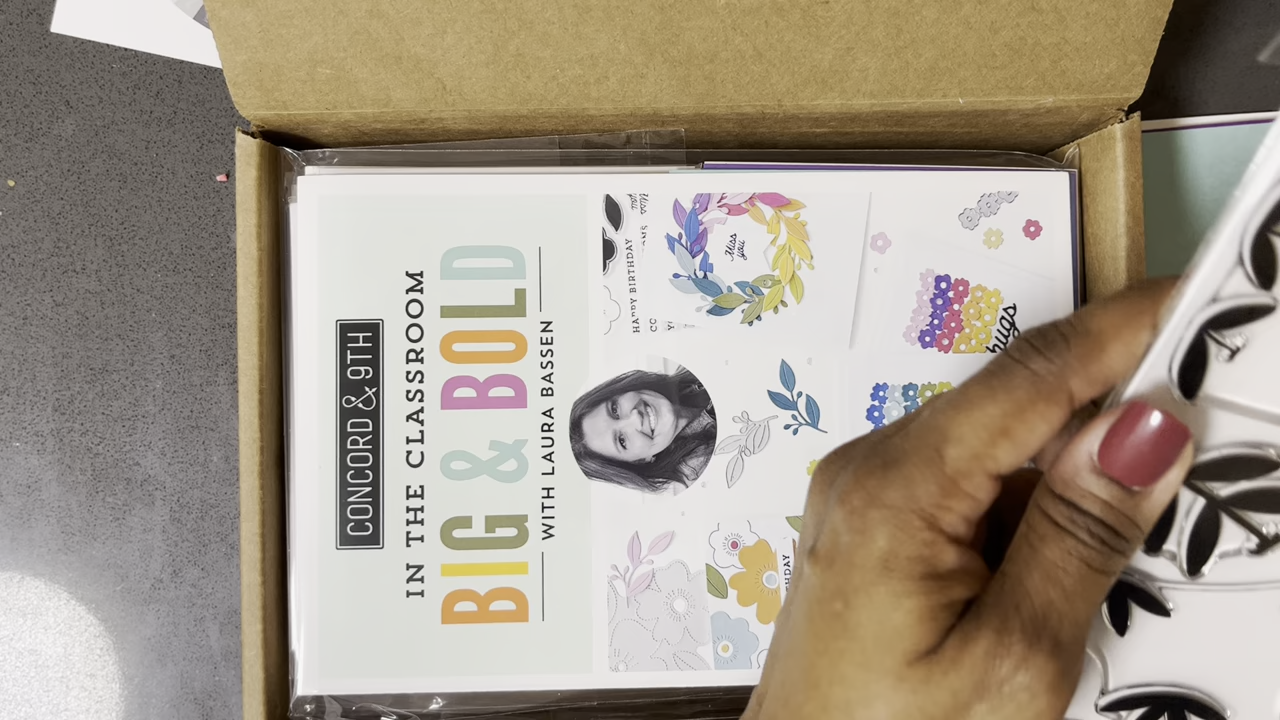 CONCORD & 9TH
IN THE CLASSROOM
BIG & BOLD
WITH LAURA BASSEN
HAPPY BIRTHDAY
miss
you
hugs